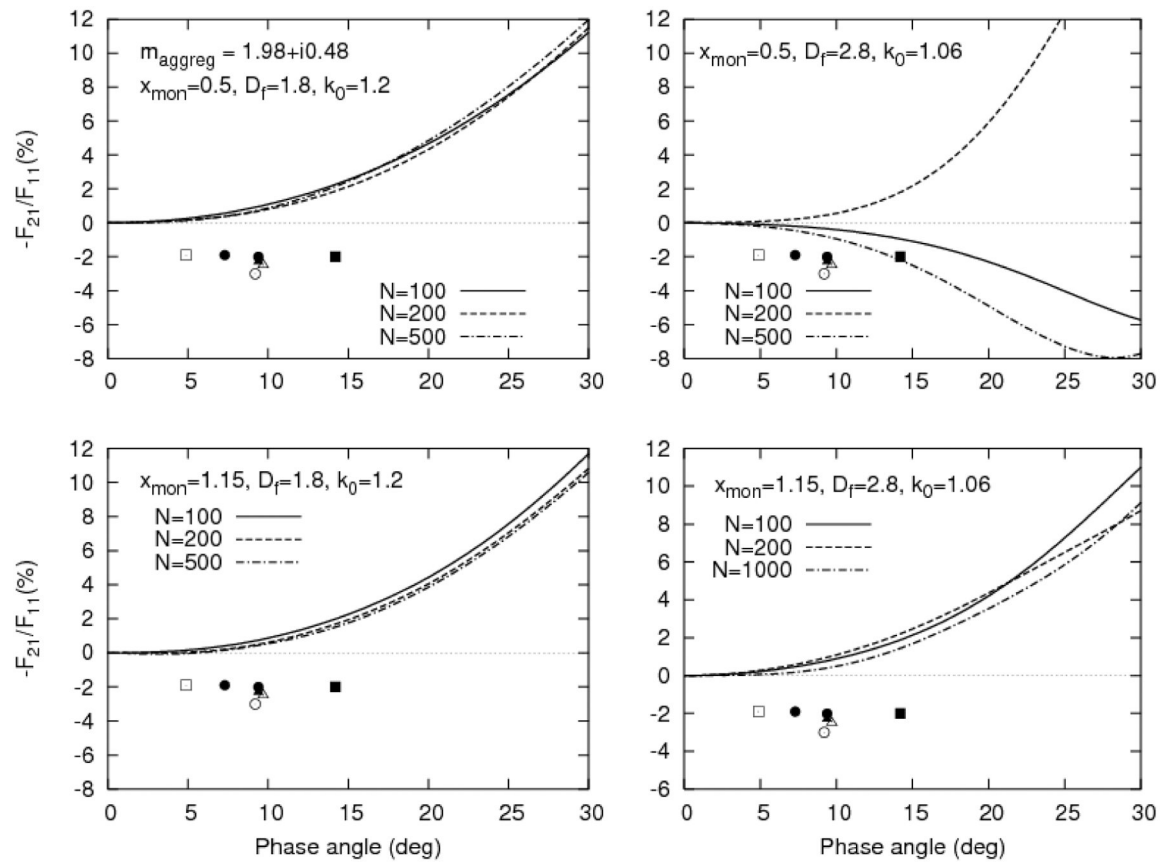 12
10
8
6
4
2
0
-2
-4
-6
-8
-F21/F11(%)
maggreg = 1.98+i0.48
xmon=0.5, Df=1.8, k0=1.2
N=100
N=200
N=500
0 5 10 15 20 25 30
12
10
8
6
4
2
0
-2
-4
-6
-8
xmon=0.5, Df=2.8, k0=1.06
N=100
N=200
N=500
0 5 10 15 20 25 30
12
10
8
6
4
2
0
-2
-4
-6
-8
-F21/F11(%)
xmon=1.15, Df=1.8, k0=1.2
N=100
N=200
N=500
0 5 10 15 20 25 30
Phase angle (deg)
12
10
8
6
4
2
0
-2
-4
-6
xmon=1.15, Df=2.8, k0=1.06
N=100
N=200
N=1000
0 5 10 15 20 25 30
Phase angle (deg)